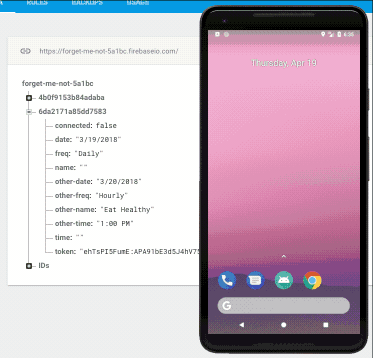 RULES
BACKUPS
USAGE
https://forget-me-not-5a1bc.firebaseio.com/
forget-me-not-5a1bc
4b0f9153b84adaba
6da2171a85dd7583
connected: false
date: "3/19/2018"
freq: "Daily"
name: ""
other-date: "3/20/2018"
other-freq: "Hourly"
other-name: "Eat Healthy"
other-time: "1:00 PM"
time: ""
token: "ehTsPI5FumE:APA91bE3d5J4hV7
IDs
Thursday, Apr 19
G